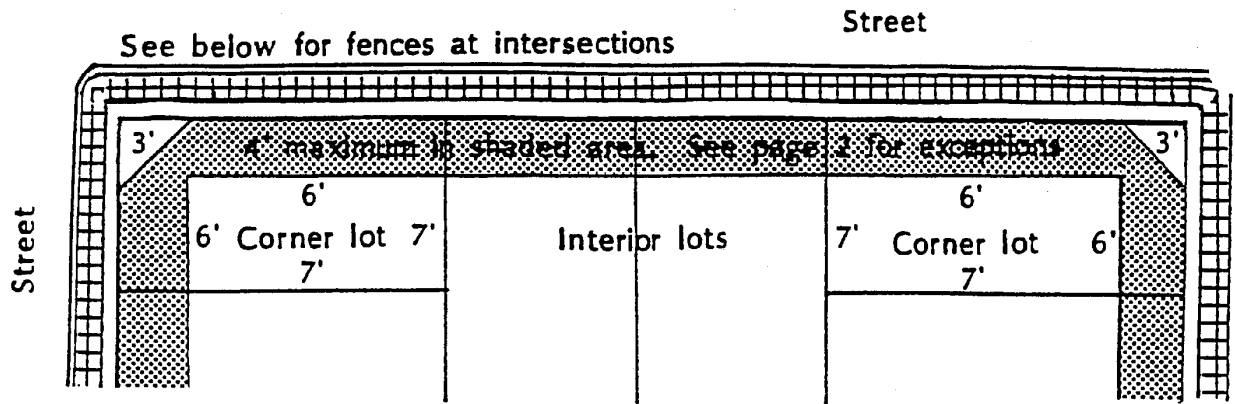 Street
See below for fences at intersections
3' 4' maximum in shaded area. See page 2 for exceptions 3'
6' 6'
6' Corner lot 7' Interior lots 7' Corner lot 6'
7' 7'
Street